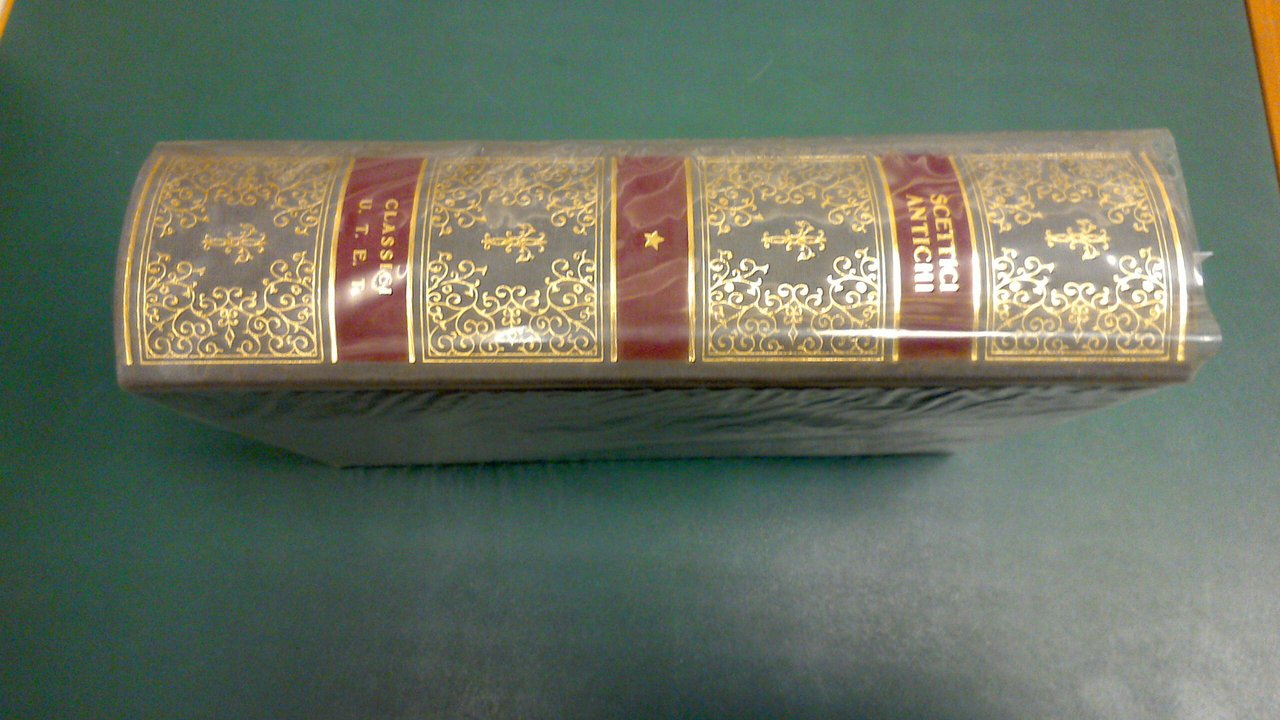 SCETTICI
ANTICHI
CLASSICI
U. T. E. T.